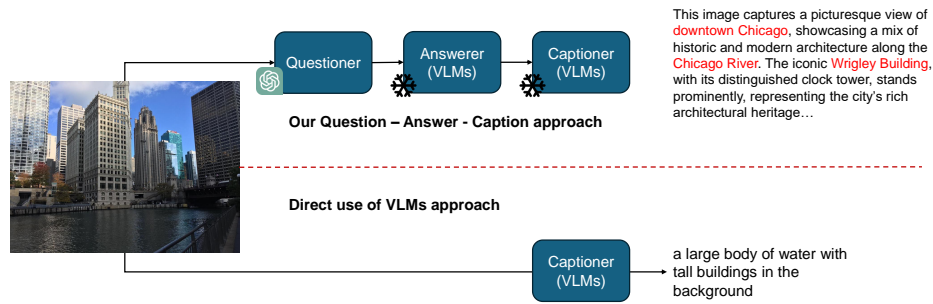 This image captures a picturesque view of
downtown Chicago, showcasing a mix of
historic and modern architecture along the
Chicago River. The iconic Wrigley Building,
with its distinguished clock tower, stands
prominently, representing the city's rich
architectural heritage…
Questioner
Answerer
(VLMs)
Captioner
(VLMs)
Our Question – Answer - Caption approach
Direct use of VLMs approach
Captioner
(VLMs)
a large body of water with
tall buildings in the
background